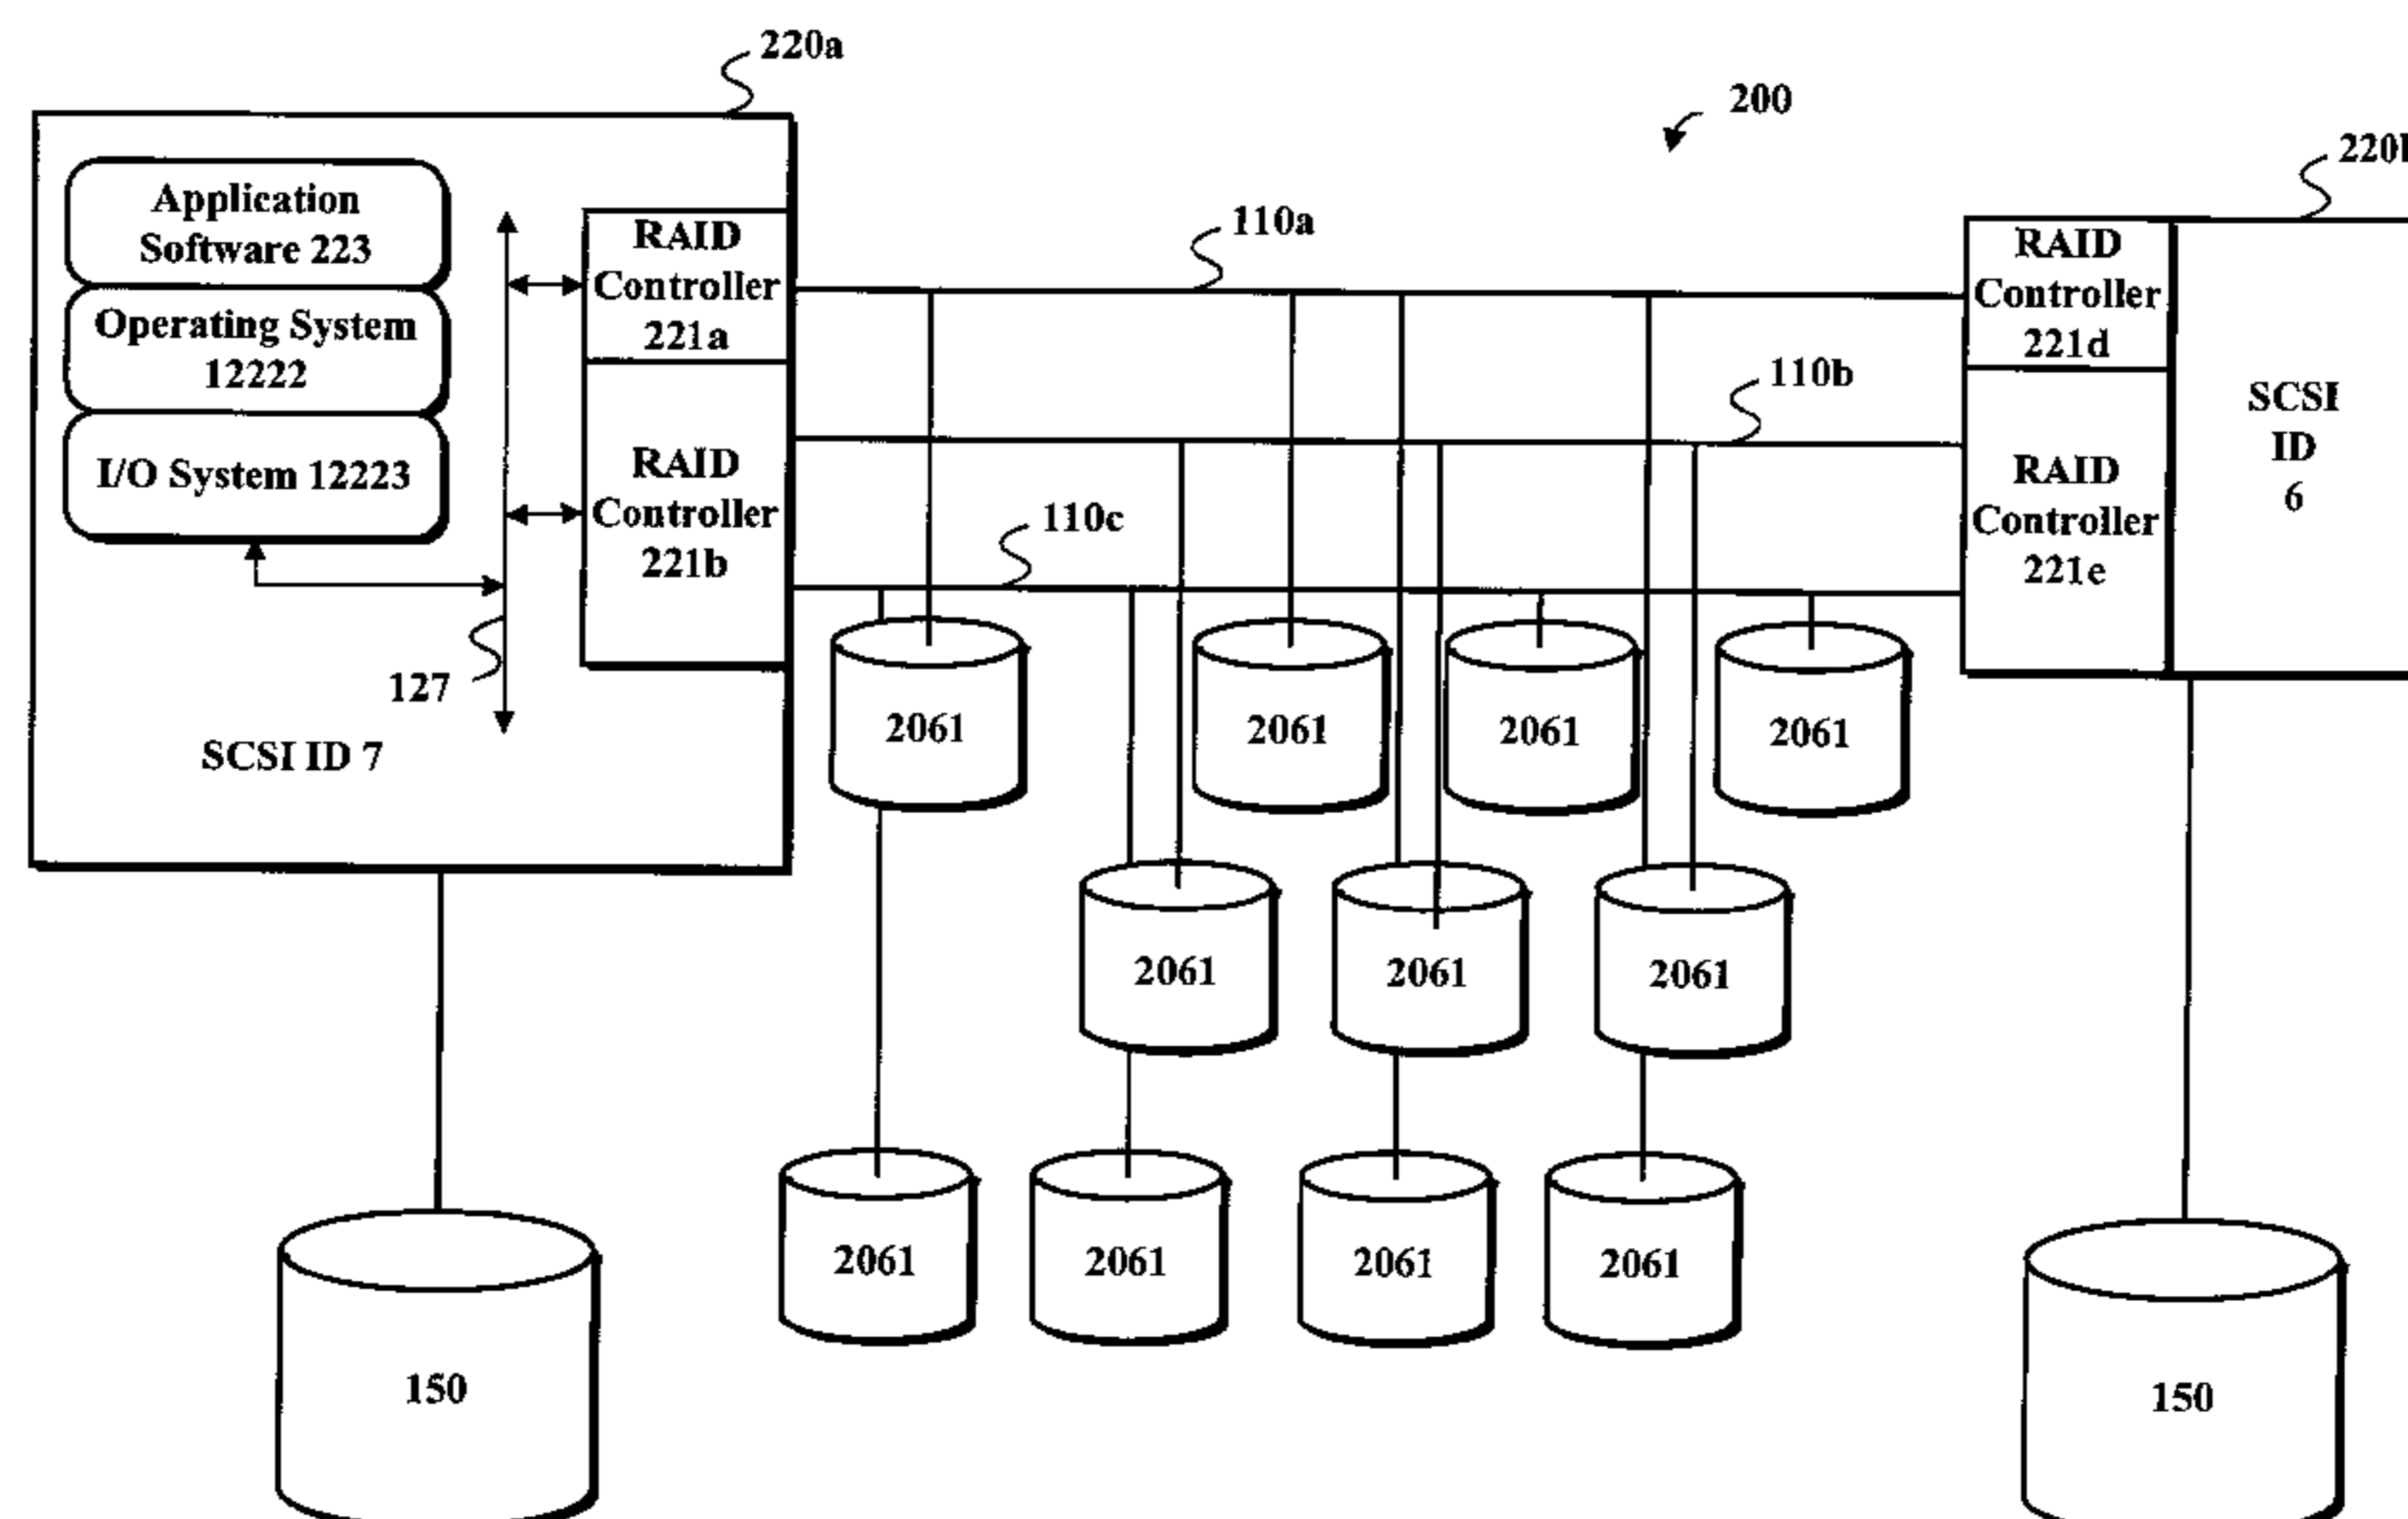 220a
200
Application
Software 223
Operating System
12222
I/O System 12223
127
SCSI ID 7
RAID
Controller
221a
RAID
Controller
221b
110a
110b
110c
RAID
Controller
221d
RAID
Controller
221e
SCSI
ID
6
2061
2061
2061
2061
2061
2061
2061
2061
2061
2061
2061
150
150